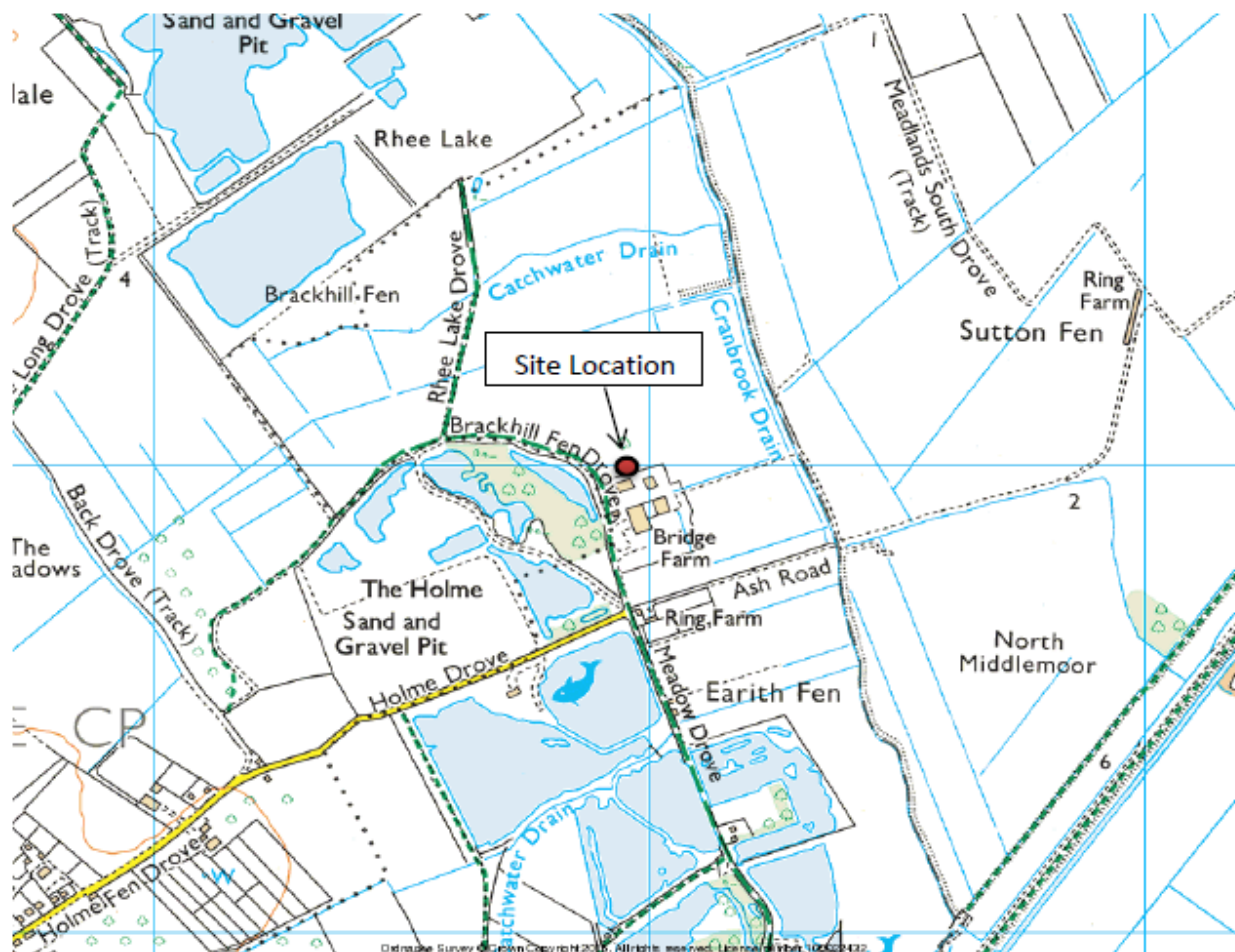 Sand and Gravel
Pit
dale
Rhee Lake
Meadlands South Drove
(Track)
Long Drove (Track)
4
Brackhill Fen
Rhee Lake Drove
Catchwater Drain
Cranbrook Drain
Ring
Farm
Sutton Fen
Site Location
Brackhill Fen Drove
Back Drove (Track)
The
adows
2
Bridge
Farm
Ash Road
The Holme
Sand and
Gravel Pit
Ring Farm
North
Middlemoor
Holme Drove
Meadow Drove
Earith Fen
CP
6
Holme Fen Drove
Catchwater Drain